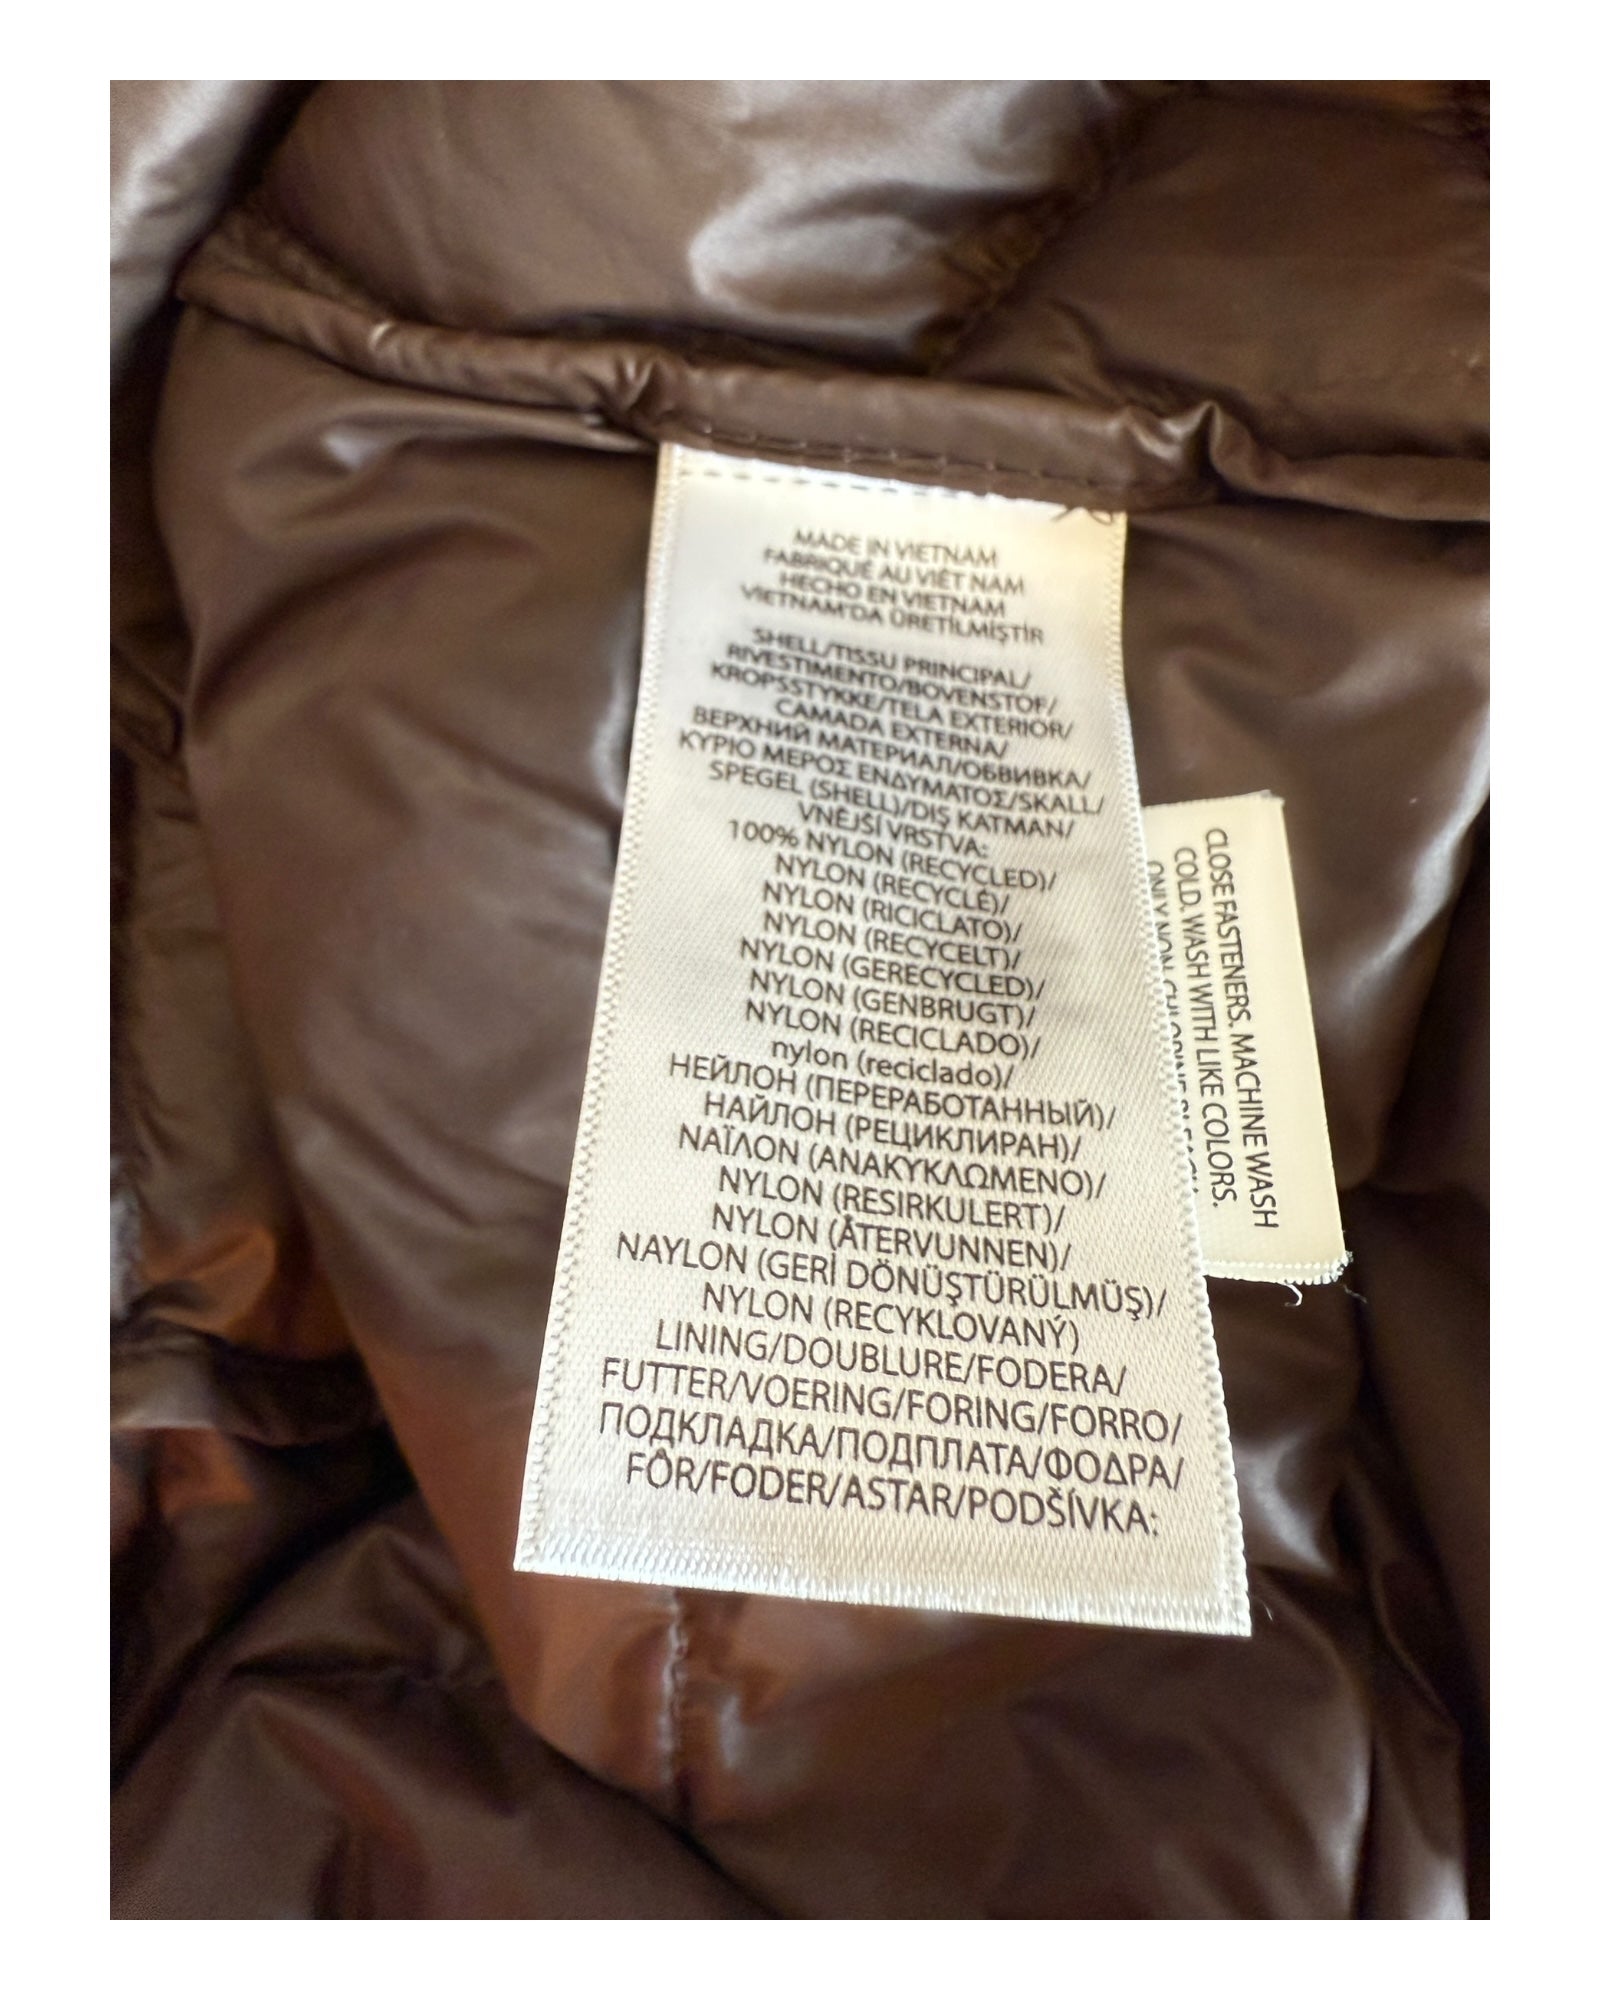 MADE IN VIETNAM
FABRIQUÉ AU VIÊT NAM
HECHO EN VIETNAM
VIETNAM'DA ÜRETİLMİŞTİR
SHELL/TISSU PRINCIPAL/
RIVESTIMENTO/BOVENSTOF/
KROPSSTYKKE/TELA EXTERIOR/
CAMADA EXTERNA/
ВЕРХНИЙ МАТЕРИАЛ/ОБВИВКА/
ΚΥΡΙΟ ΜΕΡΟΣ ΕΝΔΥΜΑΤΟΣ/SKALL/
SPEGEL (SHELL)/DIŞ KATMAN/
VNĚJŠÍ VRSTVA:
100% NYLON (RECYCLED)/
NYLON (RECYCLÉ)/
NYLON (RICICLATO)/
NYLON (RECYCELT)/
NYLON (GERECYCLED)/
NYLON (GENBRUGT)/
NYLON (RECICLADO)/
nylon (reciclado)/
НЕЙЛОН (ПЕРЕРАБОТАННЫЙ)/
НАЙЛОН (РЕЦИКЛИРАН)/
ΝΑΪΛΟΝ (ΑΝΑΚΥΚΛΩΜΕΝΟ)/
NYLON (RESIRKULERT)/
NYLON (ÅTERVUNNEN)/
NAYLON (GERİ DÖNÜŞTÜRÜLMÜŞ)/
NYLON (RECYKLOVANÝ)
LINING/DOUBLURE/FODERA/
FUTTER/VOERING/FORING/FORRO/
ПОДКЛАДКА/ПОДПЛАТА/ΦΟΔΡΑ/
FÔR/FODER/ASTAR/PODŠÍVKA:
CLOSE FASTENERS. MACHINE WASH
COLD. WASH WITH LIKE COLORS.
ONLY NON-CHLORINE BLEACH